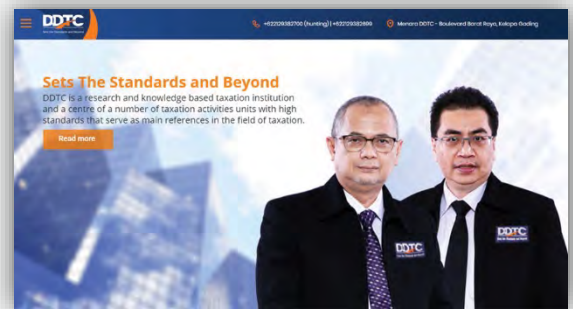 DDTC
+622129382700 (hunting) | +622129382699
Menara DDTC - Boulevard Barat Raya, Kelapa Gading
Sets The Standards and Beyond
DDTC is a research and knowledge based taxation institution
and a centre of a number of taxation activities units with high
standards that serve as main references in the field of taxation.
Read more
DDTC
DDTC